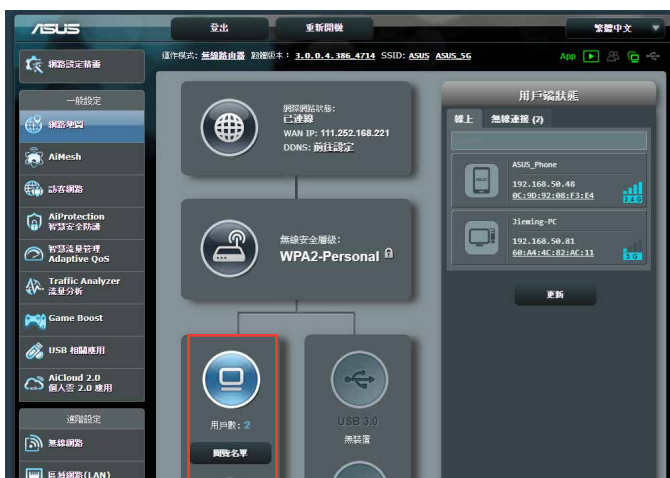 ASUS
登出
重新開機
繁體中文
運作模式: 無線路由器 韌體版本: 3.0.0.4.386_4714 SSID: ASUS ASUS_5G
App
網路設定精靈
一般設定
網路地圖
AiMesh
訪客網路
AiProtection
智慧安全防護
智慧流量管理
Adaptive QoS
Traffic Analyzer
流量分析
Game Boost
USB 相關應用
AiCloud 2.0
個人雲 2.0 應用
進階設定
無線網路
區域網路(LAN)
網際網路狀態:
已連線
WAN IP: 111.252.168.221
DDNS: 前往設定
無線安全層級:
WPA2-Personal
用戶數: 2
閱覽名單
USB 3.0
無裝置
用戶端狀態
線上 無線連接 (2)
ASUS_Phone
192.168.50.48
0C:9D:92:08:F3:E4
2.4G
Jieming-PC
192.168.50.81
60:A4:4C:82:AC:11
5G
更新